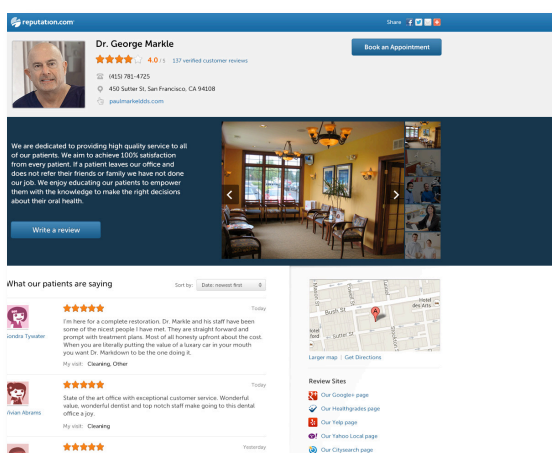 reputation.com
Share
Dr. George Markle
Book an Appointment
4.0 / 5 137 verified customer reviews
(415) 781-4725
450 Sutter St, San Francisco, CA 94108
paulmarkeldds.com
We are dedicated to providing high quality service to all
of our patients. We aim to achieve 100% satisfaction
from every patient. If a patient leaves our office and
does not refer their friends or family we have not done
our job. We enjoy educating our patients to empower
them with the knowledge to make the right decisions
about their oral health.
Write a review
What our patients are saying
Sort by: Date: newest first
Today
I'm here for a complete restoration. Dr. Markle and his staff have been
some of the nicest people I have met. They are straight forward and
prompt with treatment plans. Most of all honestly upfront about the cost.
When you are literally putting the value of a luxury car in your mouth
you want Dr. Markdown to be the one doing it.
My visit: Cleaning, Other
Sondra Tywater
Today
State of the art office with exceptional customer service. Wonderful
value, wonderful dentist and top notch staff make going to this dental
office a joy.
My visit: Cleaning
Vivian Abrams
Yesterday
Bush St
Sutter St
Hotel
des Arts
A
Larger map | Get Directions
Review Sites
Our Google+ page
Our Healthgrades page
Our Yelp page
Our Yahoo Local page
Our Citysearch page